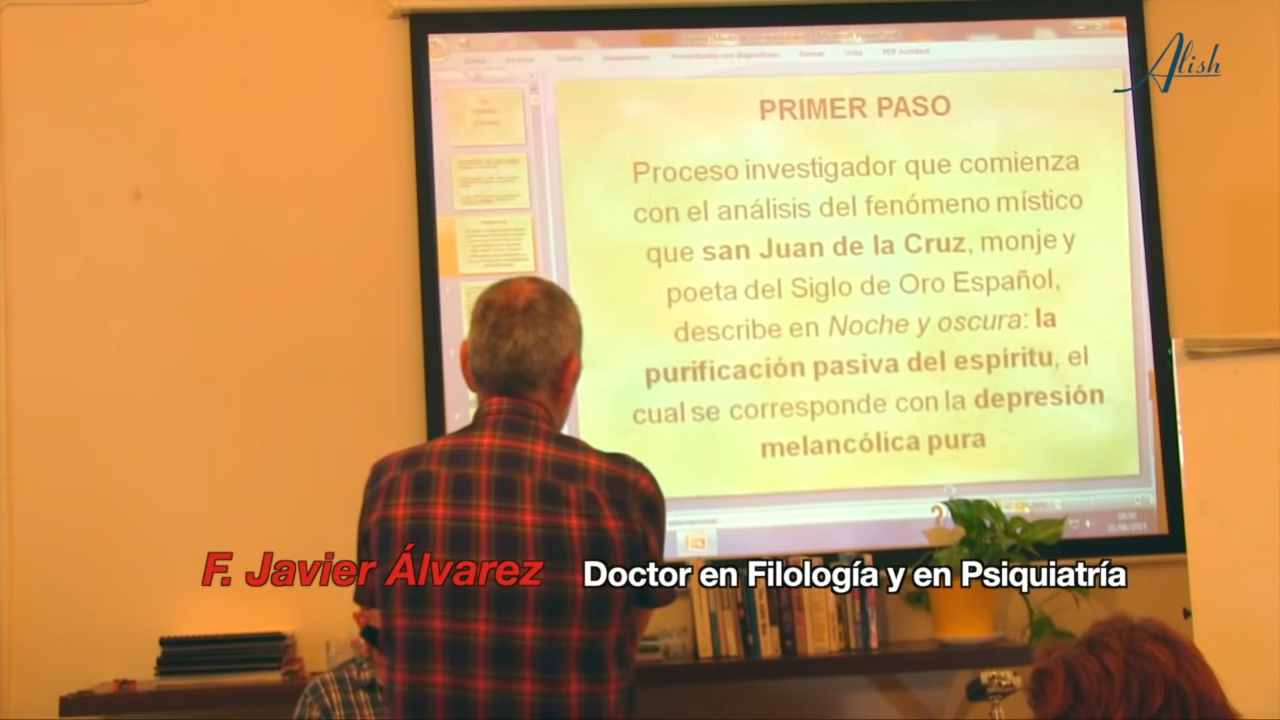 Alish
PDF Architect
PRIMER PASO
Proceso investigador que comienza
con el análisis del fenómeno místico
que san Juan de la Cruz, monje y
poeta del Siglo de Oro Español,
describe en Noche y oscura: la
purificación pasiva del espíritu, el
cual se corresponde con la depresión
melancólica pura
F. Javier Álvarez Doctor en Filología y en Psiquiatría